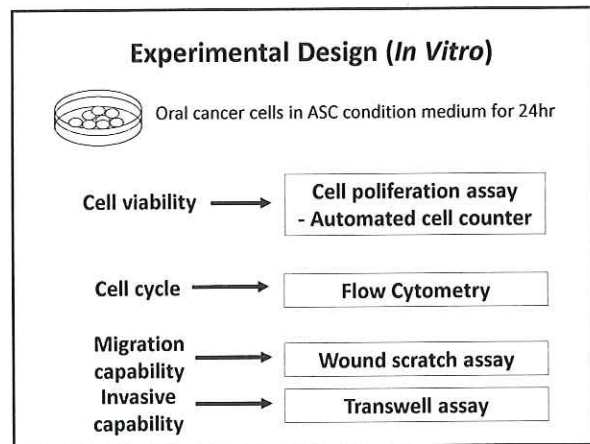 Experimental Design (In Vitro)
Oral cancer cells in ASC condition medium for 24hr
Cell viability
Cell poliferation assay
- Automated cell counter
Cell cycle
Flow Cytometry
Migration
capability
Wound scratch assay
Invasive
capability
Transwell assay